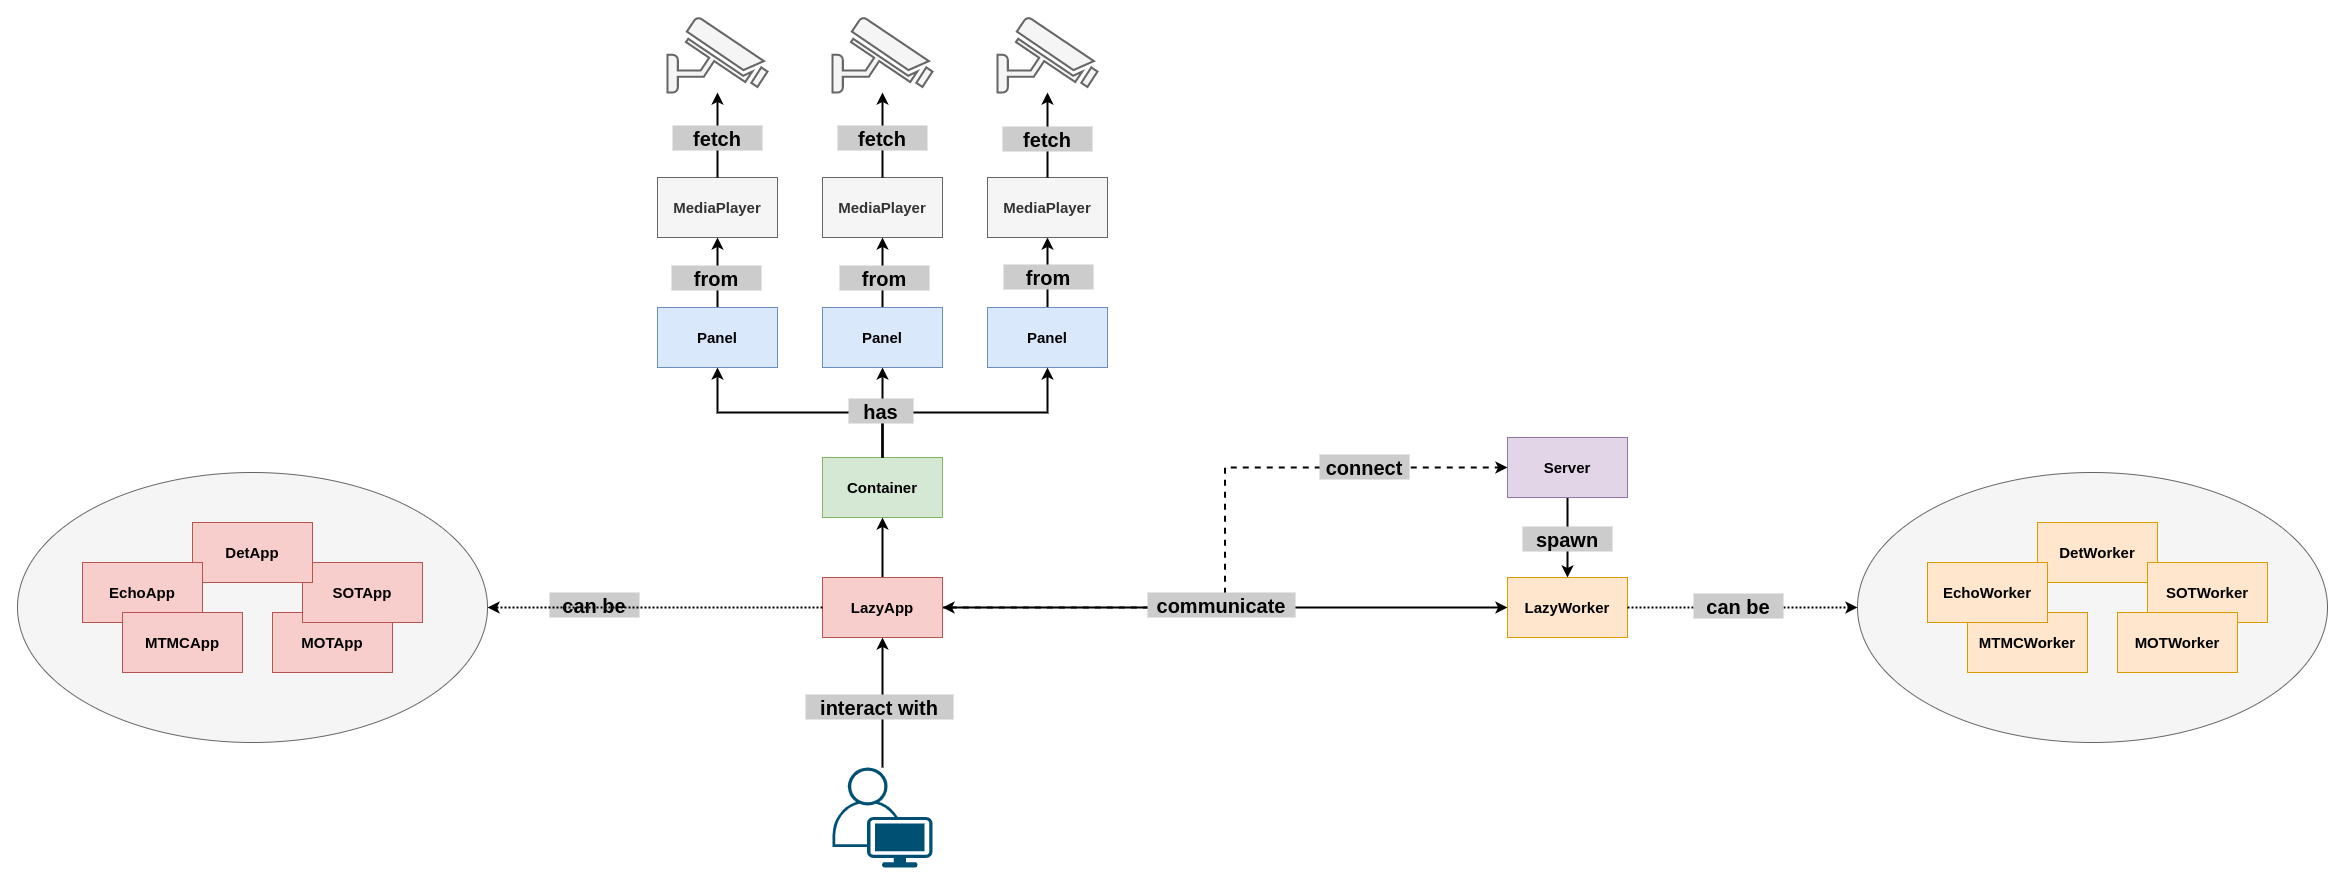 fetch
fetch
fetch
MediaPlayer
MediaPlayer
MediaPlayer
from
from
from
Panel
Panel
Panel
has
Container
connect
Server
spawn
DetApp
EchoApp
SOTApp
MTMCApp
MOTApp
can be
LazyApp
communicate
LazyWorker
can be
DetWorker
EchoWorker
SOTWorker
MTMCWorker
MOTWorker
interact with